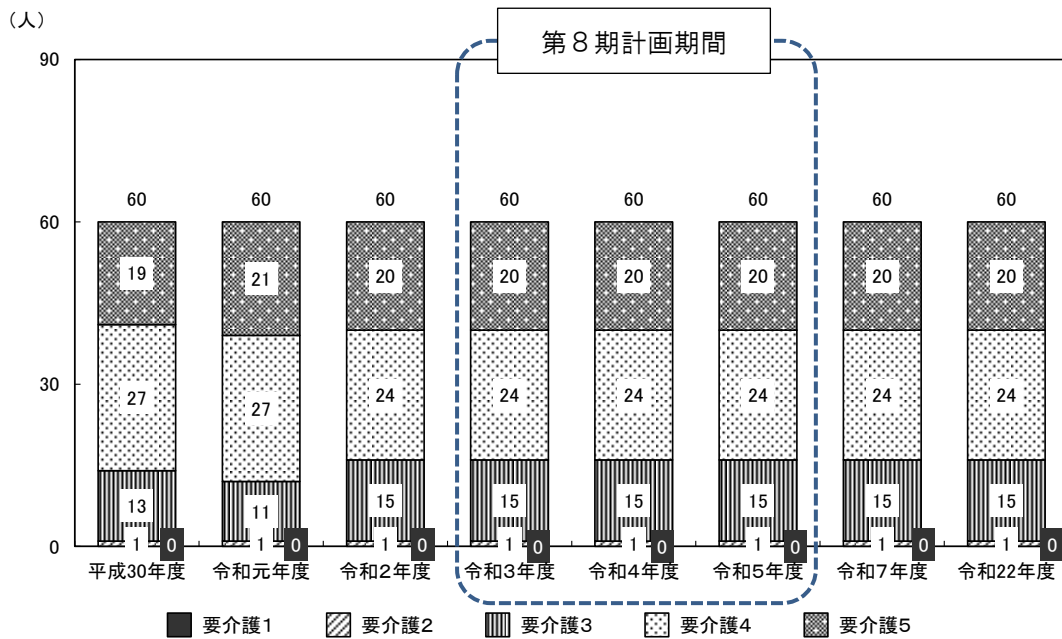 （人）
第８期計画期間
90
60 60 60 60 60 60 60 60
60
19 21 20 20 20 20 20 20
27 27 24 24 24 24 24 24
30
13 11 15 15 15 15 15 15
1 0 1 0 1 0 1 0 1 0 1 0 1 0 1 0
0
平成30年度 令和元年度 令和2年度 令和3年度 令和4年度 令和5年度 令和7年度 令和22年度
要介護1 要介護2 要介護3 要介護4 要介護5